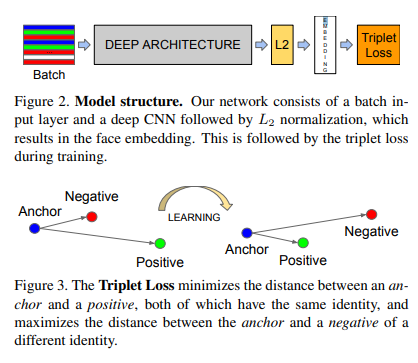 Batch
DEEP ARCHITECTURE
L2
EMBEDDING
Triplet
Loss
Figure 2. Model structure. Our network consists of a batch in-
put layer and a deep CNN followed by L2 normalization, which
results in the face embedding. This is followed by the triplet loss
during training.
Anchor
Negative
Positive
LEARNING
Anchor
Positive
Negative
Figure 3. The Triplet Loss minimizes the distance between an an-
chor and a positive, both of which have the same identity, and
maximizes the distance between the anchor and a negative of a
different identity.